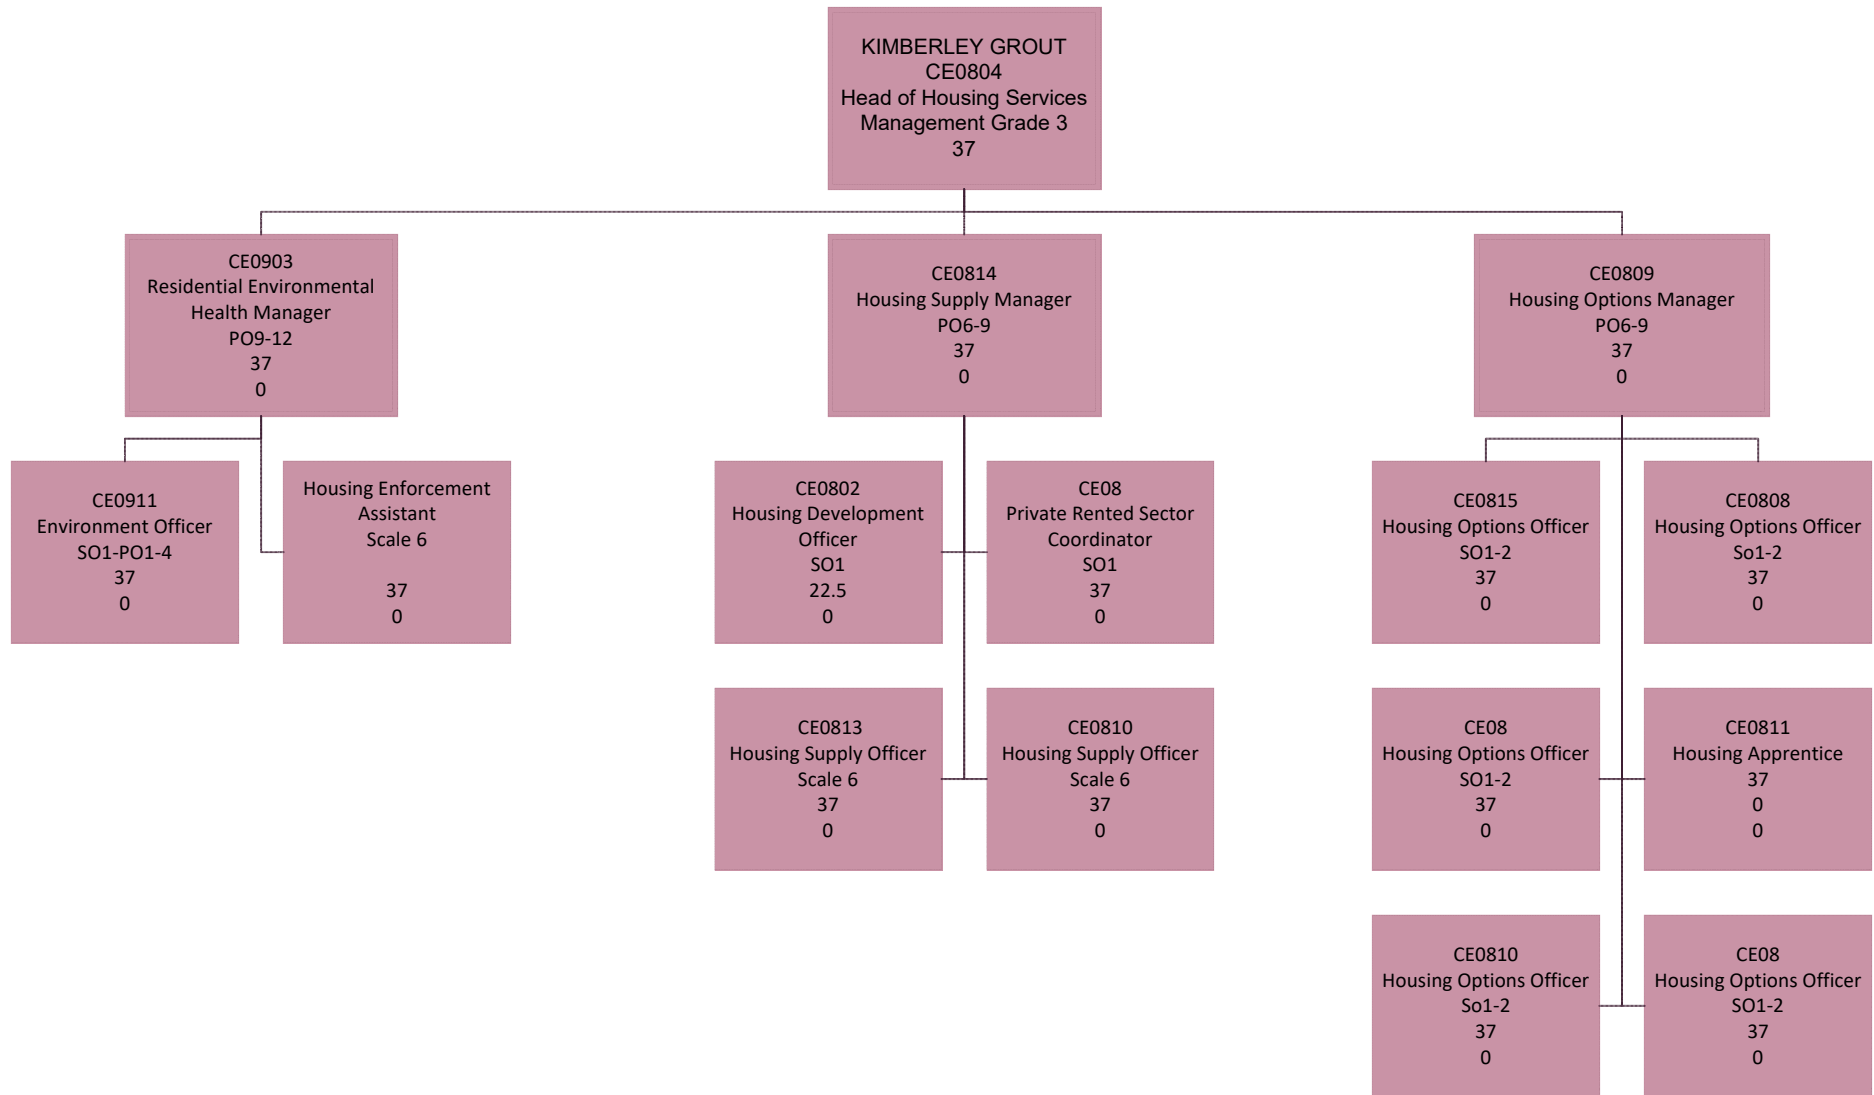 KIMBERLEY GROUT
CE0804
Head of Housing Services
Management Grade 3
37
CE0903
Residential Environmental
Health Manager
PO9-12
37
0
CE0814
Housing Supply Manager
PO6-9
37
0
CE0809
Housing Options Manager
PO6-9
37
0
CE0911
Environment Officer
SO1-PO1-4
37
0
Housing Enforcement
Assistant
Scale 6
37
0
CE0802
Housing Development
Officer
SO1
22.5
0
CE08
Private Rented Sector
Coordinator
SO1
37
0
CE0815
Housing Options Officer
SO1-2
37
0
CE0808
Housing Options Officer
So1-2
37
0
CE0813
Housing Supply Officer
Scale 6
37
0
CE0810
Housing Supply Officer
Scale 6
37
0
CE08
Housing Options Officer
SO1-2
37
0
CE0811
Housing Apprentice
37
0
0
CE0810
Housing Options Officer
So1-2
37
0
CE08
Housing Options Officer
SO1-2
37
0